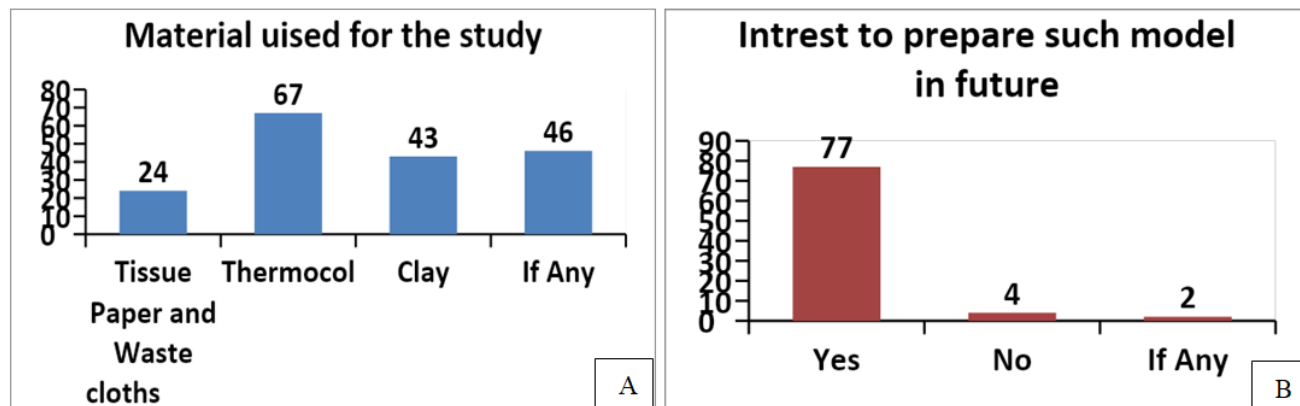 Material uised for the study
80
70
60
50
40
30
20
10
0
24
67
43
46
Tissue Paper and Waste cloths
Thermocol
Clay
If Any
A
Intrest to prepare such model
in future
90
80
70
60
50
40
30
20
10
0
77
4
2
Yes
No
If Any
B